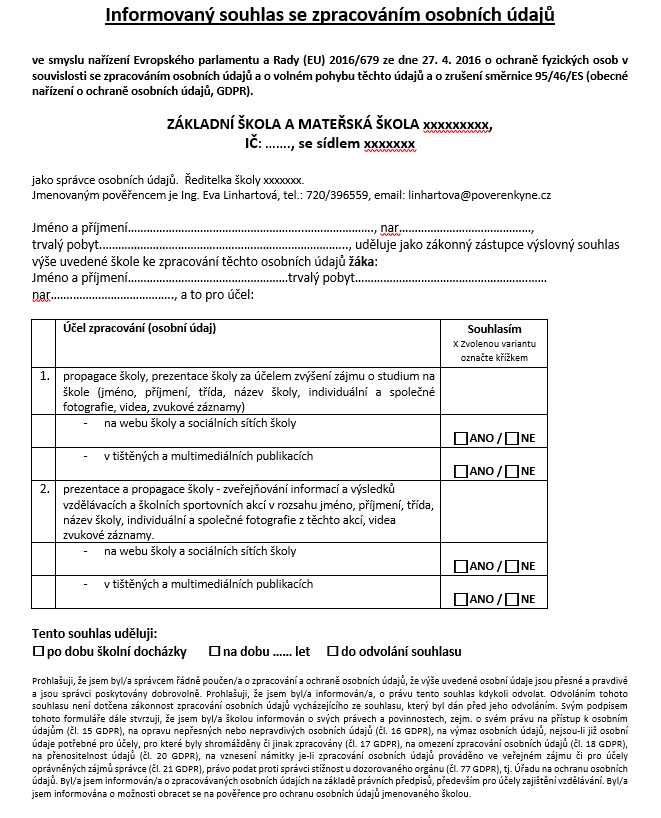 Informovaný souhlas se zpracováním osobních údajů
ve smyslu nařízení Evropského parlamentu a Rady (EU) 2016/679 ze dne 27. 4. 2016 o ochraně fyzických osob v
souvislosti se zpracováním osobních údajů a o volném pohybu těchto údajů a o zrušení směrnice 95/46/ES (obecné
nařízení o ochraně osobních údajů, GDPR).
ZÁKLADNÍ ŠKOLA A MATEŘSKÁ ŠKOLA xxxxxxxxx,
IČ: ……., se sídlem xxxxxxx
jako správce osobních údajů.  Ředitelka školy xxxxxxx.
Jmenovaným pověřencem je Ing. Eva Linhartová, tel.: 720/396559, email: linhartova@poverenkyne.cz
Jméno a příjmení……………………………………………………………., nar………………………………,
trvalý pobyt……………………………………………………………., uděluje jako zákonný zástupce výslovný souhlas
výše uvedené škole ke zpracování těchto osobních údajů žáka:
Jméno a příjmení………………………………………trvalý pobyt………………………………………………
nar…………………………….., a to pro účel:
Účel zpracování (osobní údaj)
Souhlasím
X Zvolenou variantu
označte křížkem
1. propagace školy, prezentace školy za účelem zvýšení zájmu o studium na
škole (jméno, příjmení, třída, název školy, individuální a společné
fotografie, videa, zvukové záznamy)
- na webu školy a sociálních sítích školy
☐ANO / ☐NE
- v tištěných a multimediálních publikacích
☐ANO / ☐NE
2. prezentace a propagace školy - zveřejňování informací a výsledků
vzdělávacích a školních sportovních akcí v rozsahu jméno, příjmení, třída,
název školy, individuální a společné fotografie z těchto akcí, videa
zvukové záznamy.
- na webu školy a sociálních sítích školy
☐ANO / ☐NE
- v tištěných a multimediálních publikacích
☐ANO / ☐NE
Tento souhlas uděluji:
☐ po dobu školní docházky ☐ na dobu …… let ☐ do odvolání souhlasu
Prohlašuji, že jsem byl/a správcem řádně poučen/a o zpracování a ochraně osobních údajů, že výše uvedené osobní údaje jsou přesné a pravdivé
a jsou správci poskytovány dobrovolně. Prohlašuji, že jsem byl/a informován/a, o právu tento souhlas kdykoli odvolat. Odvoláním tohoto
souhlasu není dotčena zákonnost zpracování osobních údajů vycházejícího ze souhlasu, který byl dán před jeho odvoláním. Svým podpisem
tohoto formuláře dále stvrzuji, že jsem byl/a školou informován o svých právech a povinnostech, zejm. o svém právu na přístup k osobním
údajům (čl. 15 GDPR), na opravu nepřesných nebo nepravdivých osobních údajů (čl. 16 GDPR), na výmaz osobních údajů, nejsou-li již osobní
údaje potřebné pro účely, pro které byly shromážděny či jinak zpracovány (čl. 17 GDPR), na omezení zpracování osobních údajů (čl. 18 GDPR),
na přenositelnost údajů (čl. 20 GDPR), na vznesení námitky je-li zpracování osobních údajů prováděno ve veřejném zájmu či pro účely
oprávněných zájmů správce (čl. 21 GDPR), právo podat proti správci stížnost u dozorovaného orgánu (čl. 77 GDPR), tj. Úřadu na ochranu osobních
údajů. Byl/a jsem informován/a o zpracovávaných osobních údajích na základě právních předpisů, především pro účely zajištění vzdělávání. Byl/a
jsem informována o možnosti obracet se na pověřence pro ochranu osobních údajů jmenovaného školou.